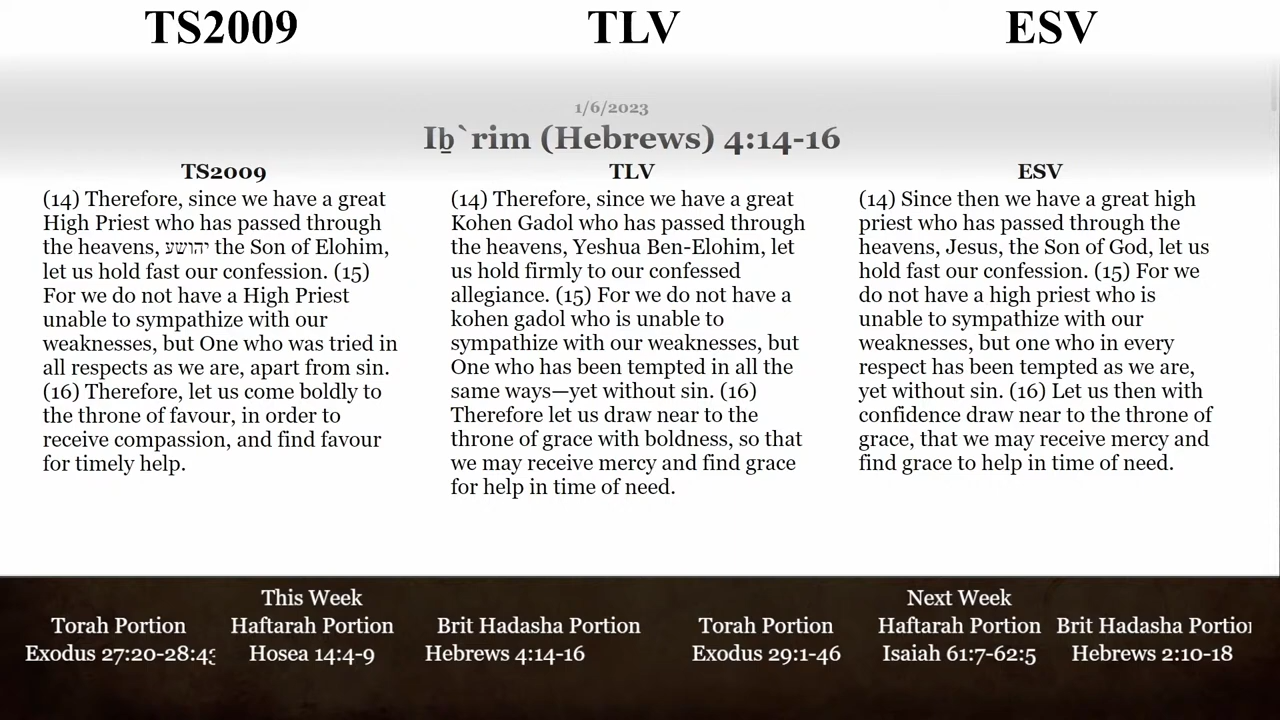 TS2009 TLV ESV
1/6/2023
Iḇ`rim (Hebrews) 4:14-16
TS2009
(14) Therefore, since we have a great
High Priest who has passed through
the heavens, יהושע the Son of Elohim,
let us hold fast our confession. (15)
For we do not have a High Priest
unable to sympathize with our
weaknesses, but One who was tried in
all respects as we are, apart from sin.
(16) Therefore, let us come boldly to
the throne of favour, in order to
receive compassion, and find favour
for timely help.
TLV
(14) Therefore, since we have a great
Kohen Gadol who has passed through
the heavens, Yeshua Ben-Elohim, let
us hold firmly to our confessed
allegiance. (15) For we do not have a
kohen gadol who is unable to
sympathize with our weaknesses, but
One who has been tempted in all the
same ways—yet without sin. (16)
Therefore let us draw near to the
throne of grace with boldness, so that
we may receive mercy and find grace
for help in time of need.
ESV
(14) Since then we have a great high
priest who has passed through the
heavens, Jesus, the Son of God, let us
hold fast our confession. (15) For we
do not have a high priest who is
unable to sympathize with our
weaknesses, but one who in every
respect has been tempted as we are,
yet without sin. (16) Let us then with
confidence draw near to the throne of
grace, that we may receive mercy and
find grace to help in time of need.
This Week
Torah Portion Haftarah Portion Brit Hadasha Portion
Exodus 27:20-28:43 Hosea 14:4-9 Hebrews 4:14-16
Next Week
Torah Portion Haftarah Portion Brit Hadasha Portion
Exodus 29:1-46 Isaiah 61:7-62:5 Hebrews 2:10-18